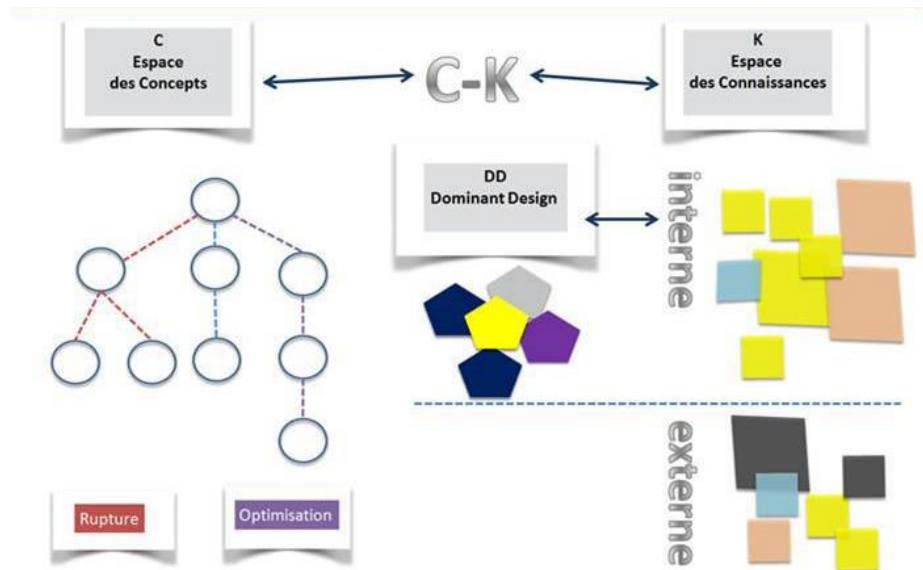 C
Espace
des Concepts
C-K
K
Espace
des Connaissances
DD
Dominant Design
interne
externe
Rupture
Optimisation